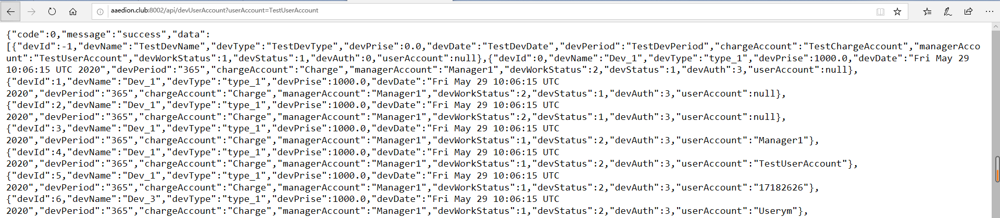 aaedion.club:8002/api/devUserAccount?userAccount=TestUserAccount
{"code":0,"message":"success","data":
[{"devId":-1,"devName":"TestDevName","devType":"TestDevType","devPrise":0.0,"devDate":"TestDevDate","devPeriod":"TestDevPeriod","chargeAccount":"TestChargeAccount","managerAcco
unt":"TestUserAccount","devWorkStatus":1,"devStatus":1,"devAuth":0,"userAccount":null},{"devId":0,"devName":"Dev_1","devType":"type_1","devPrise":1000.0,"devDate":"Fri May 29
10:06:15 UTC 2020","devPeriod":"365","chargeAccount":"Charge","managerAccount":"Manager1","devWorkStatus":2,"devStatus":1,"devAuth":3,"userAccount":null},
{"devId":1,"devName":"Dev_1","devType":"type_1","devPrise":1000.0,"devDate":"Fri May 29 10:06:15 UTC
2020","devPeriod":"365","chargeAccount":"Charge","managerAccount":"Manager1","devWorkStatus":2,"devStatus":1,"devAuth":3,"userAccount":null},
{"devId":2,"devName":"Dev_1","devType":"type_1","devPrise":1000.0,"devDate":"Fri May 29 10:06:15 UTC
2020","devPeriod":"365","chargeAccount":"Charge","managerAccount":"Manager1","devWorkStatus":2,"devStatus":1,"devAuth":3,"userAccount":null},
{"devId":3,"devName":"Dev_1","devType":"type_1","devPrise":1000.0,"devDate":"Fri May 29 10:06:15 UTC
2020","devPeriod":"365","chargeAccount":"Charge","managerAccount":"Manager1","devWorkStatus":1,"devStatus":2,"devAuth":3,"userAccount":"Manager1"},
{"devId":4,"devName":"Dev_1","devType":"type_1","devPrise":1000.0,"devDate":"Fri May 29 10:06:15 UTC
2020","devPeriod":"365","chargeAccount":"Charge","managerAccount":"Manager1","devWorkStatus":1,"devStatus":2,"devAuth":3,"userAccount":"TestUserAccount"},
{"devId":5,"devName":"Dev_1","devType":"type_1","devPrise":1000.0,"devDate":"Fri May 29 10:06:15 UTC
2020","devPeriod":"365","chargeAccount":"Charge","managerAccount":"Manager1","devWorkStatus":1,"devStatus":2,"devAuth":3,"userAccount":"17182626"},
{"devId":6,"devName":"Dev_3","devType":"type_1","devPrise":1000.0,"devDate":"Fri May 29 10:06:15 UTC
2020","devPeriod":"365","chargeAccount":"Charge","managerAccount":"Manager1","devWorkStatus":1,"devStatus":2,"devAuth":3,"userAccount":"Userym"},